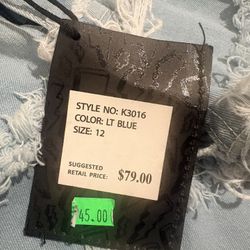 STYLE NO: K3016
COLOR: LT BLUE
SIZE: 12
SUGGESTED
RETAIL PRICE: $79.00
45.00